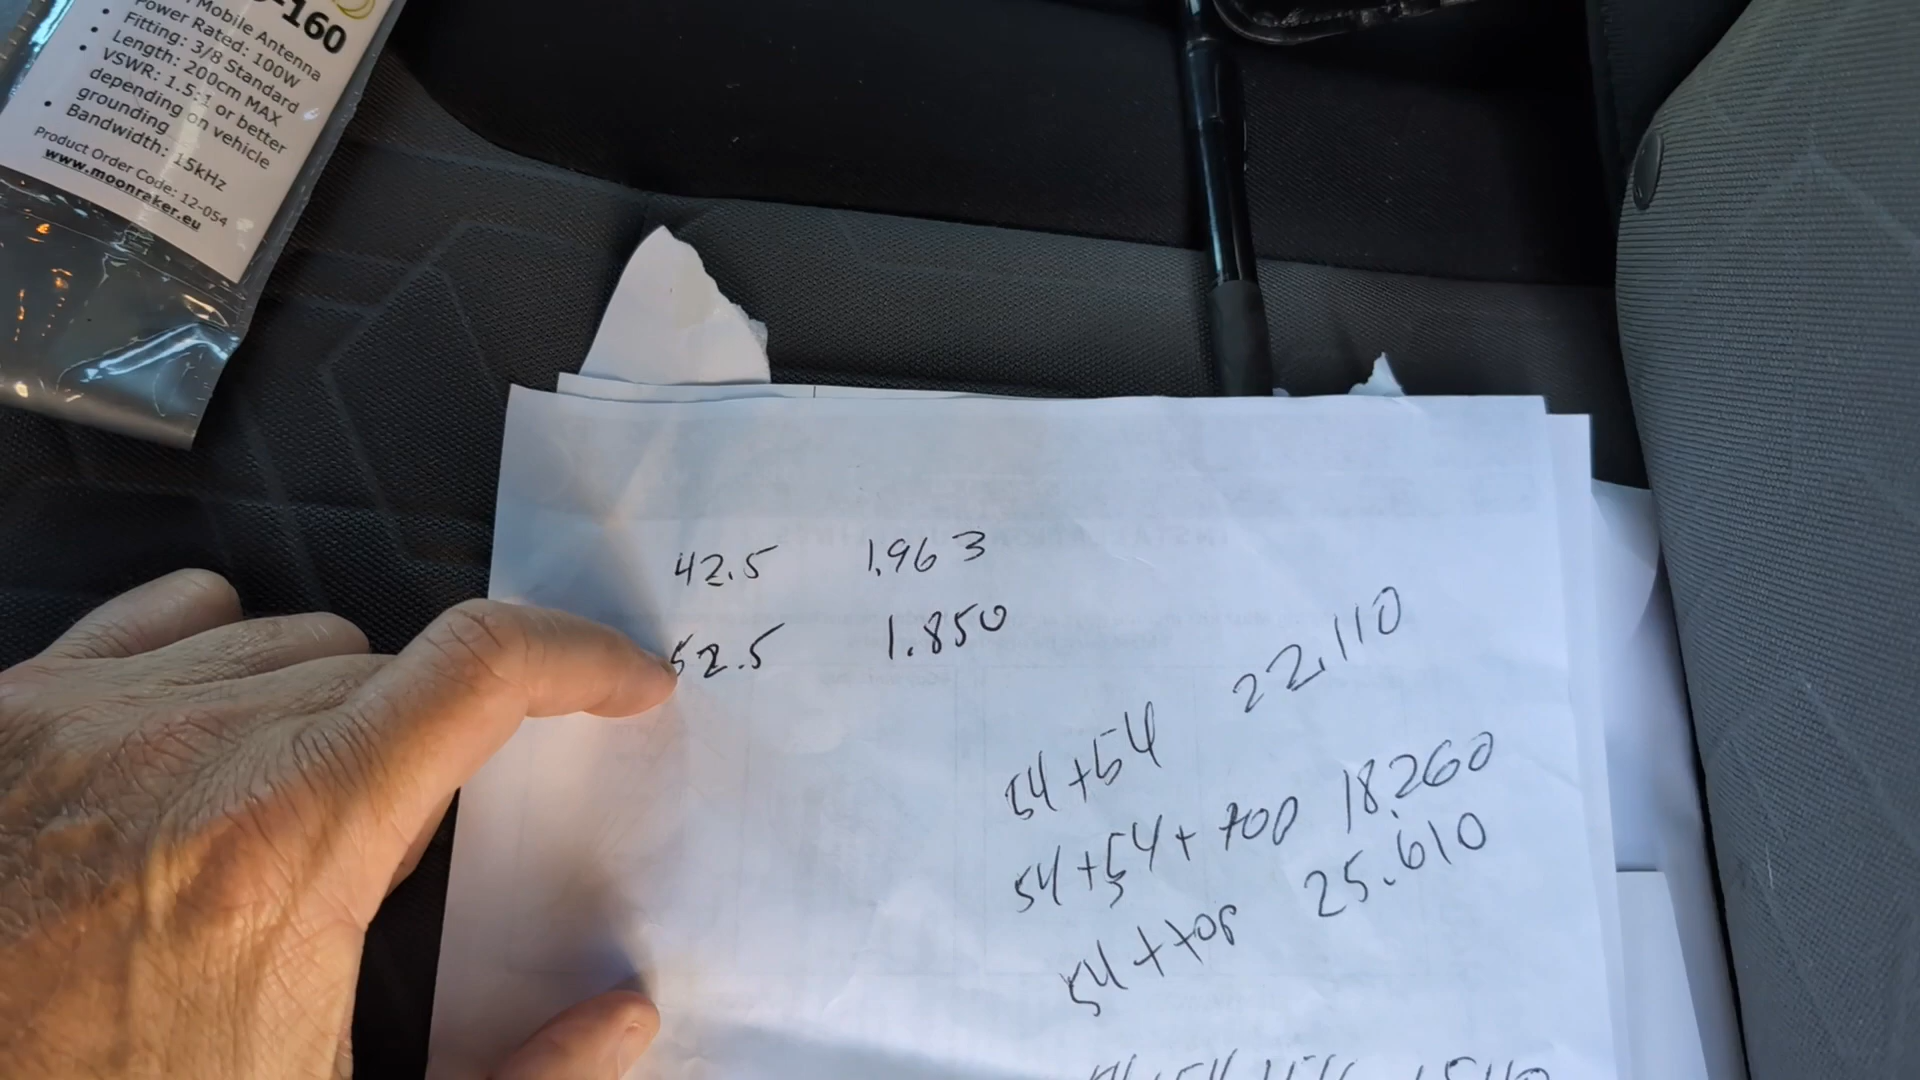 -160
Mobile Antenna
Power Rated: 100W
• Fitting: 3/8 Standard
• Length: 200cm MAX
• VSWR: 1.5:1 or better
depending on vehicle
grounding
• Bandwidth: 15kHz
Product Order Code: 12-054
www.moonraker.eu
42.5 1.963
52.5 1.850
54+54 22.110
54+54+top 18.260
54+top 25.610